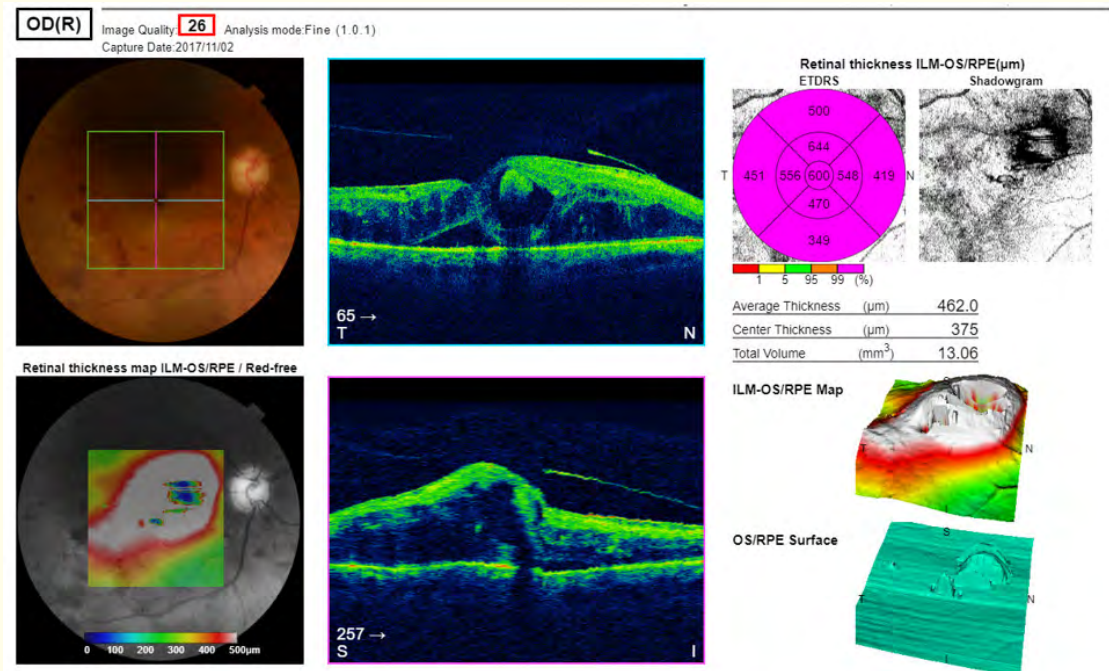 OD(R) Image Quality: 26 Analysis mode:Fine (1.0.1)
Capture Date:2017/11/02
Retinal thickness ILM-OS/RPE(µm)
ETDRS Shadowgram
500
644
T 451 556 600 548 419 N
470
349
1 5 95 99 (%)
65 →
T N
Average Thickness (µm) 462.0
Center Thickness (µm) 375
Total Volume (mm³) 13.06
Retinal thickness map ILM-OS/RPE / Red-free
0 100 200 300 400 500µm
257 →
S I
ILM-OS/RPE Map
T N
OS/RPE Surface
S
T N
I